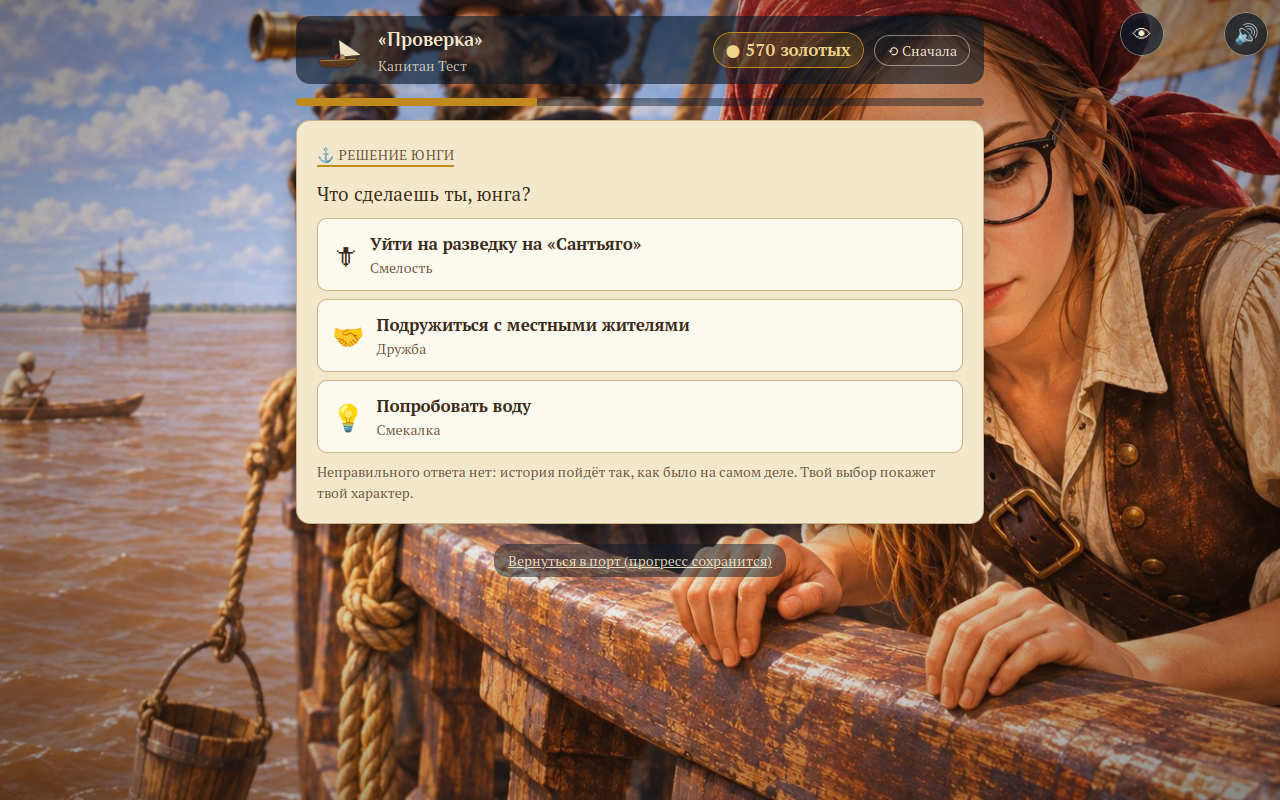 «Проверка»
Капитан Тест
570 золотых
⟲ Сначала
⚓ РЕШЕНИЕ ЮНГИ
Что сделаешь ты, юнга?
Уйти на разведку на «Сантьяго»
Смелость
Подружиться с местными жителями
Дружба
Попробовать воду
Смекалка
Неправильного ответа нет: история пойдёт так, как было на самом деле. Твой выбор покажет
твой характер.
Вернуться в порт (прогресс сохранится)